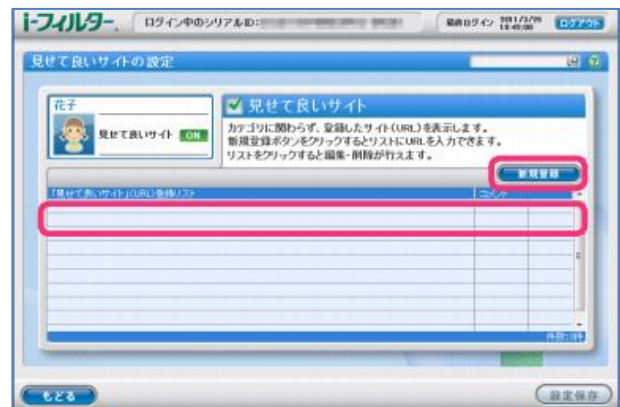 i-フィルター. ログイン中のシリアルID: 最終ログイン ログアウト
見せて良いサイトの設定
花子
見せて良いサイト ON
見せて良いサイト
カテゴリに関わらず、登録したサイト(URL)を表示します。
新規登録ボタンをクリックするとリストにURLを入力できます。
リストをクリックすると編集・削除が行えます。
新規登録
「見せて良いサイト」(URL)登録リスト コメント
件数:0件
もどる 設定保存